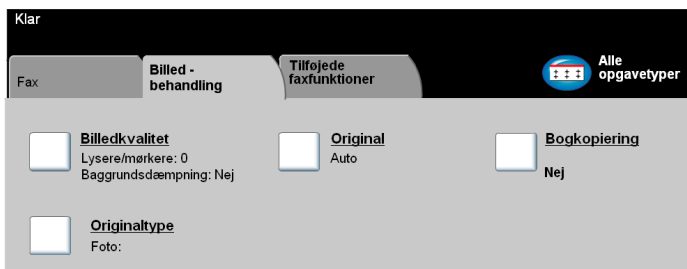 Klar
Fax
Billed -
behandling
Tilføjede
faxfunktioner
Alle
opgavetyper
Billedkvalitet
Lysere/mørkere: 0
Baggrundsdæmpning: Nej
Original
Auto
Bogkopiering
Nej
Originaltype
Foto: